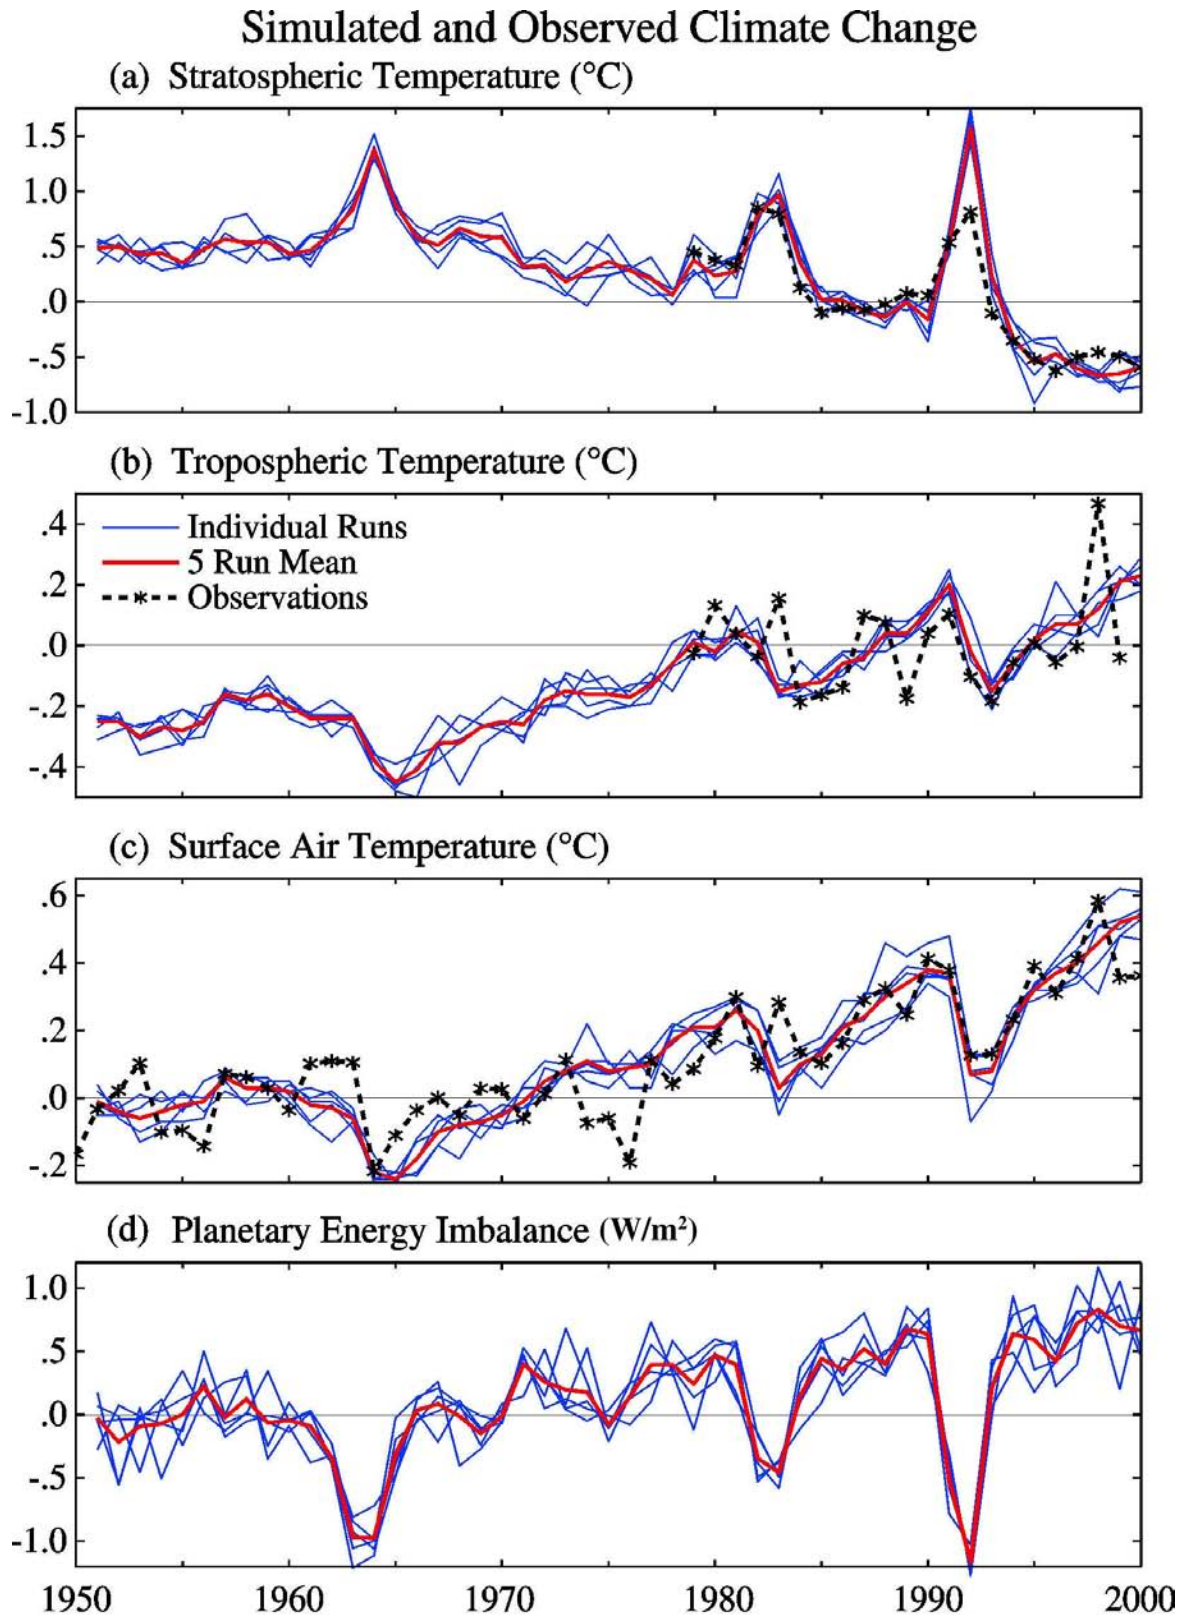 Simulated and Observed Climate Change
(a) Stratospheric Temperature (°C)
1.5
1.0
.5
.0
-.5
-1.0
(b) Tropospheric Temperature (°C)
.4
.2
.0
-.2
-.4
Individual Runs
5 Run Mean
Observations
(c) Surface Air Temperature (°C)
.6
.4
.2
.0
-.2
(d) Planetary Energy Imbalance (W/m²)
1.0
.5
.0
-.5
-1.0
1950 1960 1970 1980 1990 2000